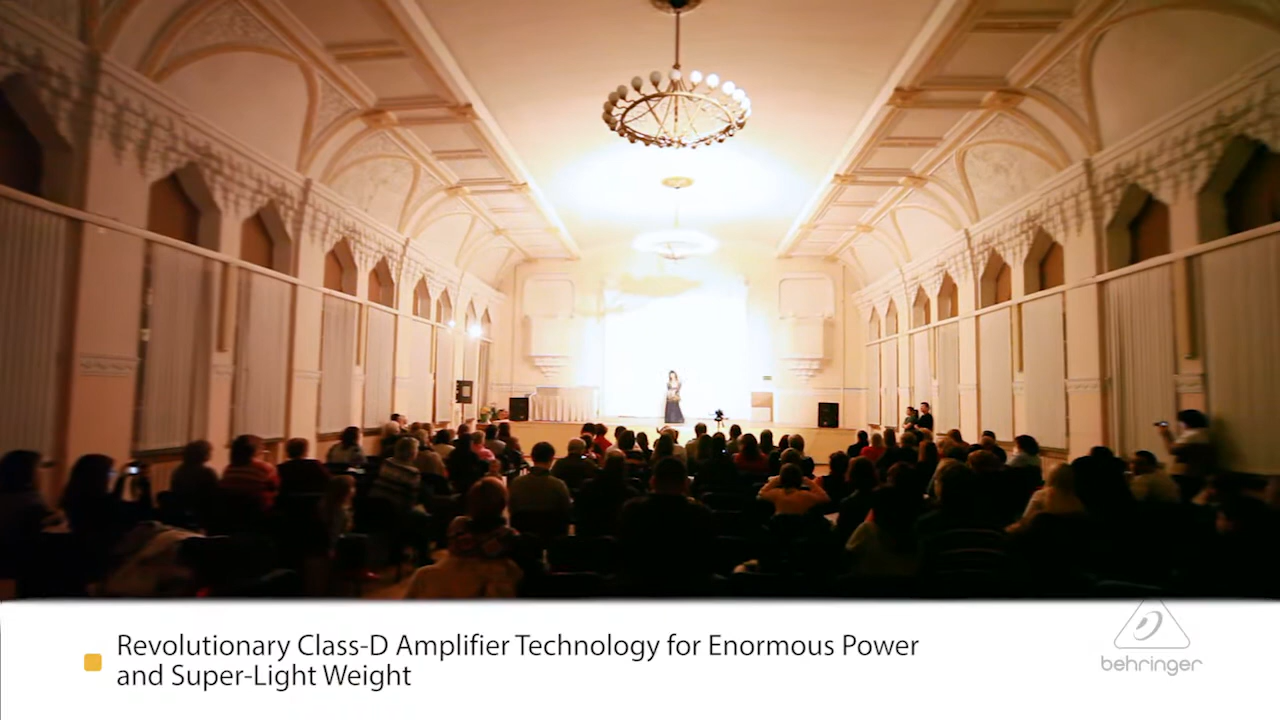 Revolutionary Class-D Amplifier Technology for Enormous Power
and Super-Light Weight
behringer